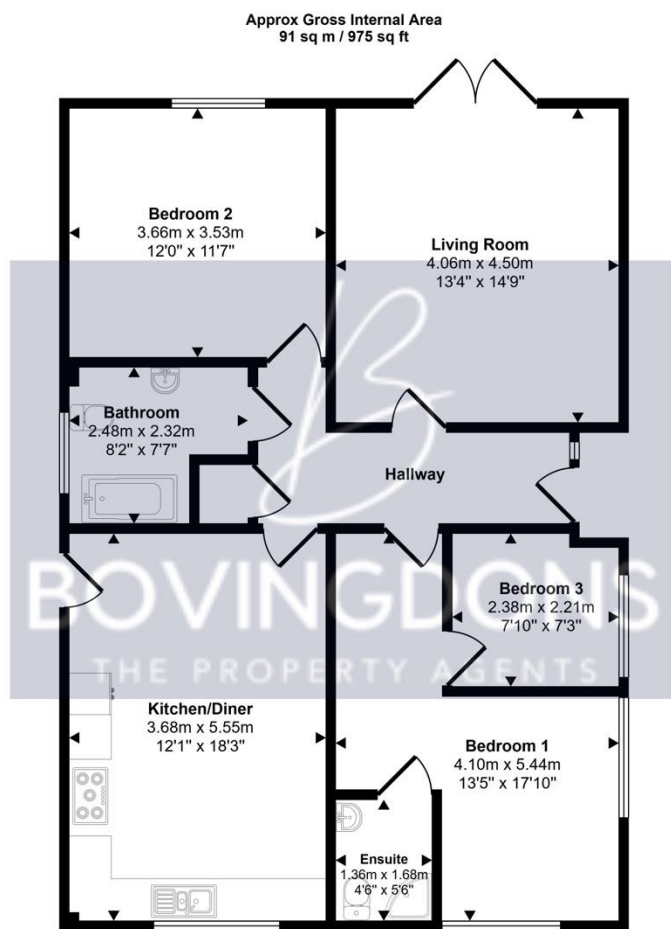 Approx Gross Internal Area
91 sq m / 975 sq ft
Bedroom 2
3.66m x 3.53m
12'0" x 11'7"
Living Room
4.06m x 4.50m
13'4" x 14'9"
Bathroom
2.48m x 2.32m
8'2" x 7'7"
Hallway
Bedroom 3
2.38m x 2.21m
7'10" x 7'3"
BOVINGDONS
THE PROPERTY AGENTS
Kitchen/Diner
3.68m x 5.55m
12'1" x 18'3"
Bedroom 1
4.10m x 5.44m
13'5" x 17'10"
Ensuite
1.36m x 1.68m
4'6" x 5'6"